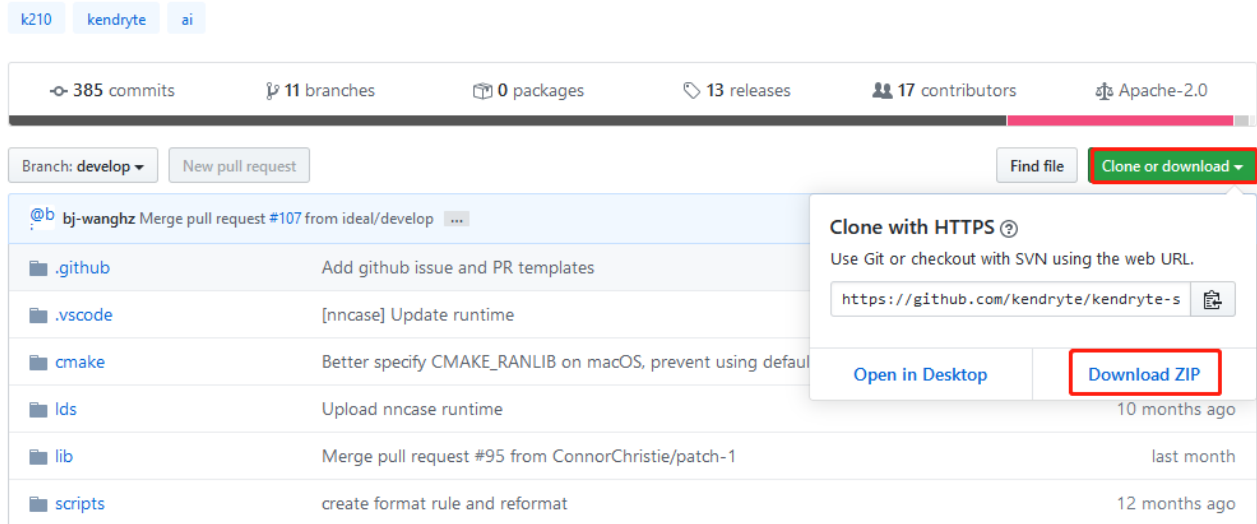 k210 kendryte ai
385 commits 11 branches 0 packages 13 releases 17 contributors Apache-2.0
Branch: develop New pull request Find file Clone or download
@b bj-wanghz Merge pull request #107 from ideal/develop ...
Clone with HTTPS
Use Git or checkout with SVN using the web URL.
https://github.com/kendryte/kendryte-s
Open in Desktop Download ZIP
.github Add github issue and PR templates
.vscode [nncase] Update runtime
cmake Better specify CMAKE_RANLIB on macOS, prevent using defaul
lds Upload nncase runtime 10 months ago
lib Merge pull request #95 from ConnorChristie/patch-1 last month
scripts create format rule and reformat 12 months ago